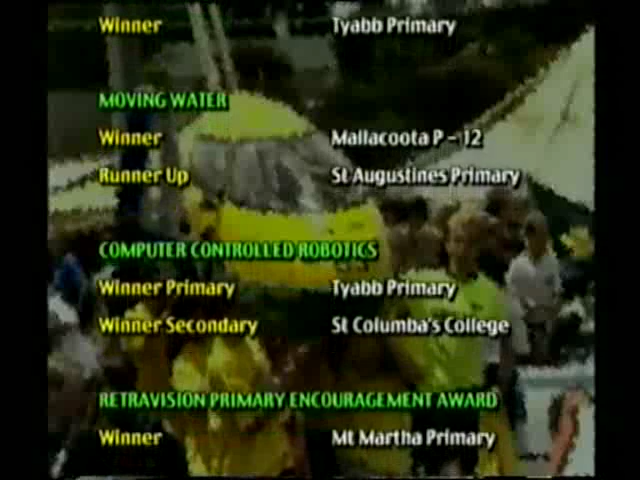 Winner Tyabb Primary
MOVING WATER
Winner Mallacoota P - 12
Runner Up St Augustines Primary
COMPUTER CONTROLLED ROBOTICS
Winner Primary Tyabb Primary
Winner Secondary St Columba's College
RETRAVISION PRIMARY ENCOURAGEMENT AWARD
Winner Mt Martha Primary